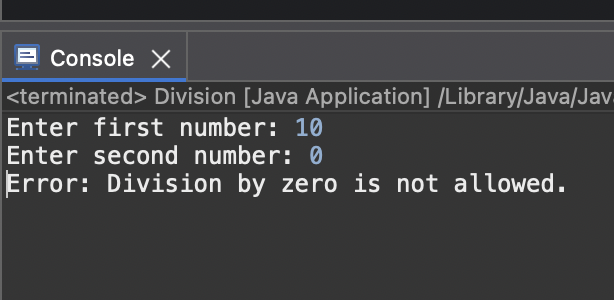 Console
<terminated> Division [Java Application] /Library/Java/Jav
Enter first number: 10
Enter second number: 0
Error: Division by zero is not allowed.